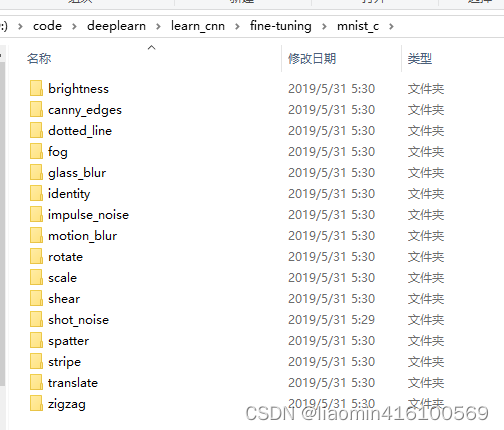 :) > code > deeplearn > learn_cnn > fine-tuning > mnist_c >
名称 修改日期 类型
brightness 2019/5/31 5:30 文件夹
canny_edges 2019/5/31 5:30 文件夹
dotted_line 2019/5/31 5:30 文件夹
fog 2019/5/31 5:30 文件夹
glass_blur 2019/5/31 5:30 文件夹
identity 2019/5/31 5:30 文件夹
impulse_noise 2019/5/31 5:30 文件夹
motion_blur 2019/5/31 5:30 文件夹
rotate 2019/5/31 5:30 文件夹
scale 2019/5/31 5:30 文件夹
shear 2019/5/31 5:30 文件夹
shot_noise 2019/5/31 5:29 文件夹
spatter 2019/5/31 5:30 文件夹
stripe 2019/5/31 5:30 文件夹
translate 2019/5/31 5:30 文件夹
zigzag 2019/5/31 5:30 文件夹
CSDN @liaomin416100569